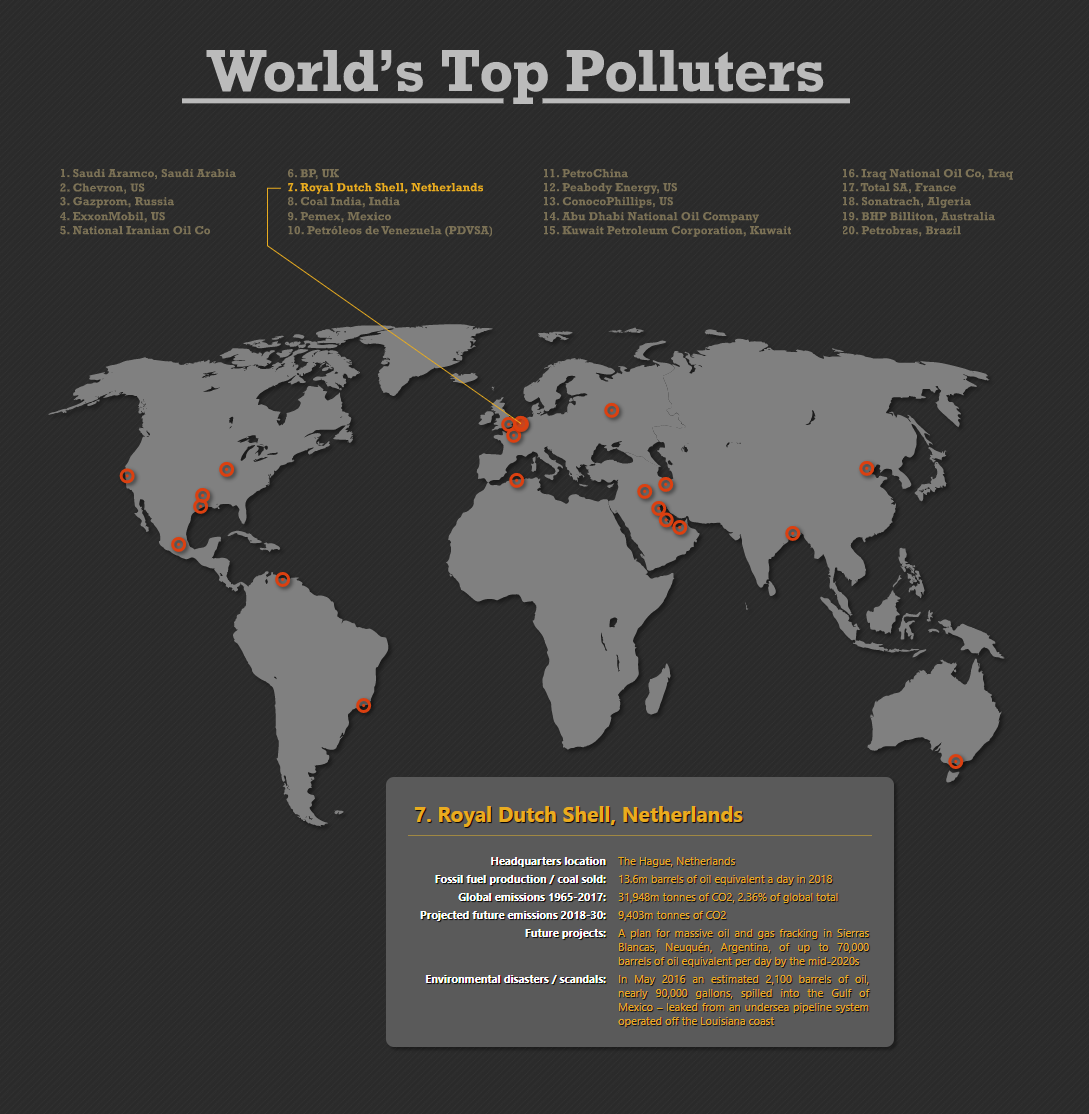 World's Top Polluters
1. Saudi Aramco, Saudi Arabia
2. Chevron, US
3. Gazprom, Russia
4. ExxonMobil, US
5. National Iranian Oil Co
6. BP, UK
7. Royal Dutch Shell, Netherlands
8. Coal India, India
9. Pemex, Mexico
10. Petróleos de Venezuela (PDVSA)
11. PetroChina
12. Peabody Energy, US
13. ConocoPhillips, US
14. Abu Dhabi National Oil Company
15. Kuwait Petroleum Corporation, Kuwait
16. Iraq National Oil Co, Iraq
17. Total SA, France
18. Sonatrach, Algeria
19. BHP Billiton, Australia
20. Petrobras, Brazil
7. Royal Dutch Shell, Netherlands
Headquarters location The Hague, Netherlands
Fossil fuel production / coal sold: 13.6m barrels of oil equivalent a day in 2018
Global emissions 1965-2017: 31,948m tonnes of CO2, 2.36% of global total
Projected future emissions 2018-30: 9,403m tonnes of CO2
Future projects: A plan for massive oil and gas fracking in Sierras
Blancas, Neuquén, Argentina, of up to 70,000
barrels of oil equivalent per day by the mid-2020s
Environmental disasters / scandals: In May 2016 an estimated 2,100 barrels of oil,
nearly 90,000 gallons, spilled into the Gulf of
Mexico – leaked from an undersea pipeline system
operated off the Louisiana coast